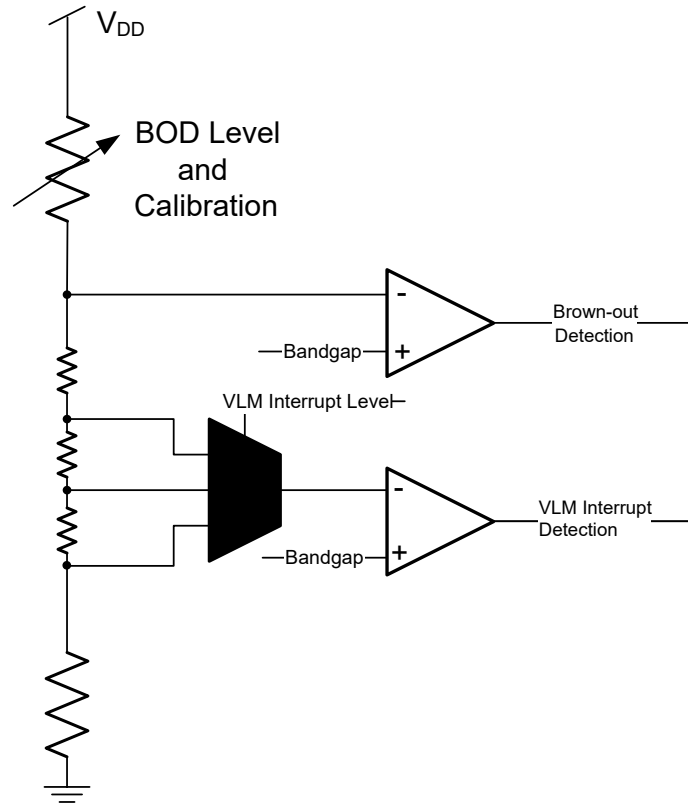 VDD
BOD Level
and
Calibration
-
Brown-out
Detection
Bandgap
+
VLM Interrupt Level
-
VLM Interrupt
Detection
Bandgap
+